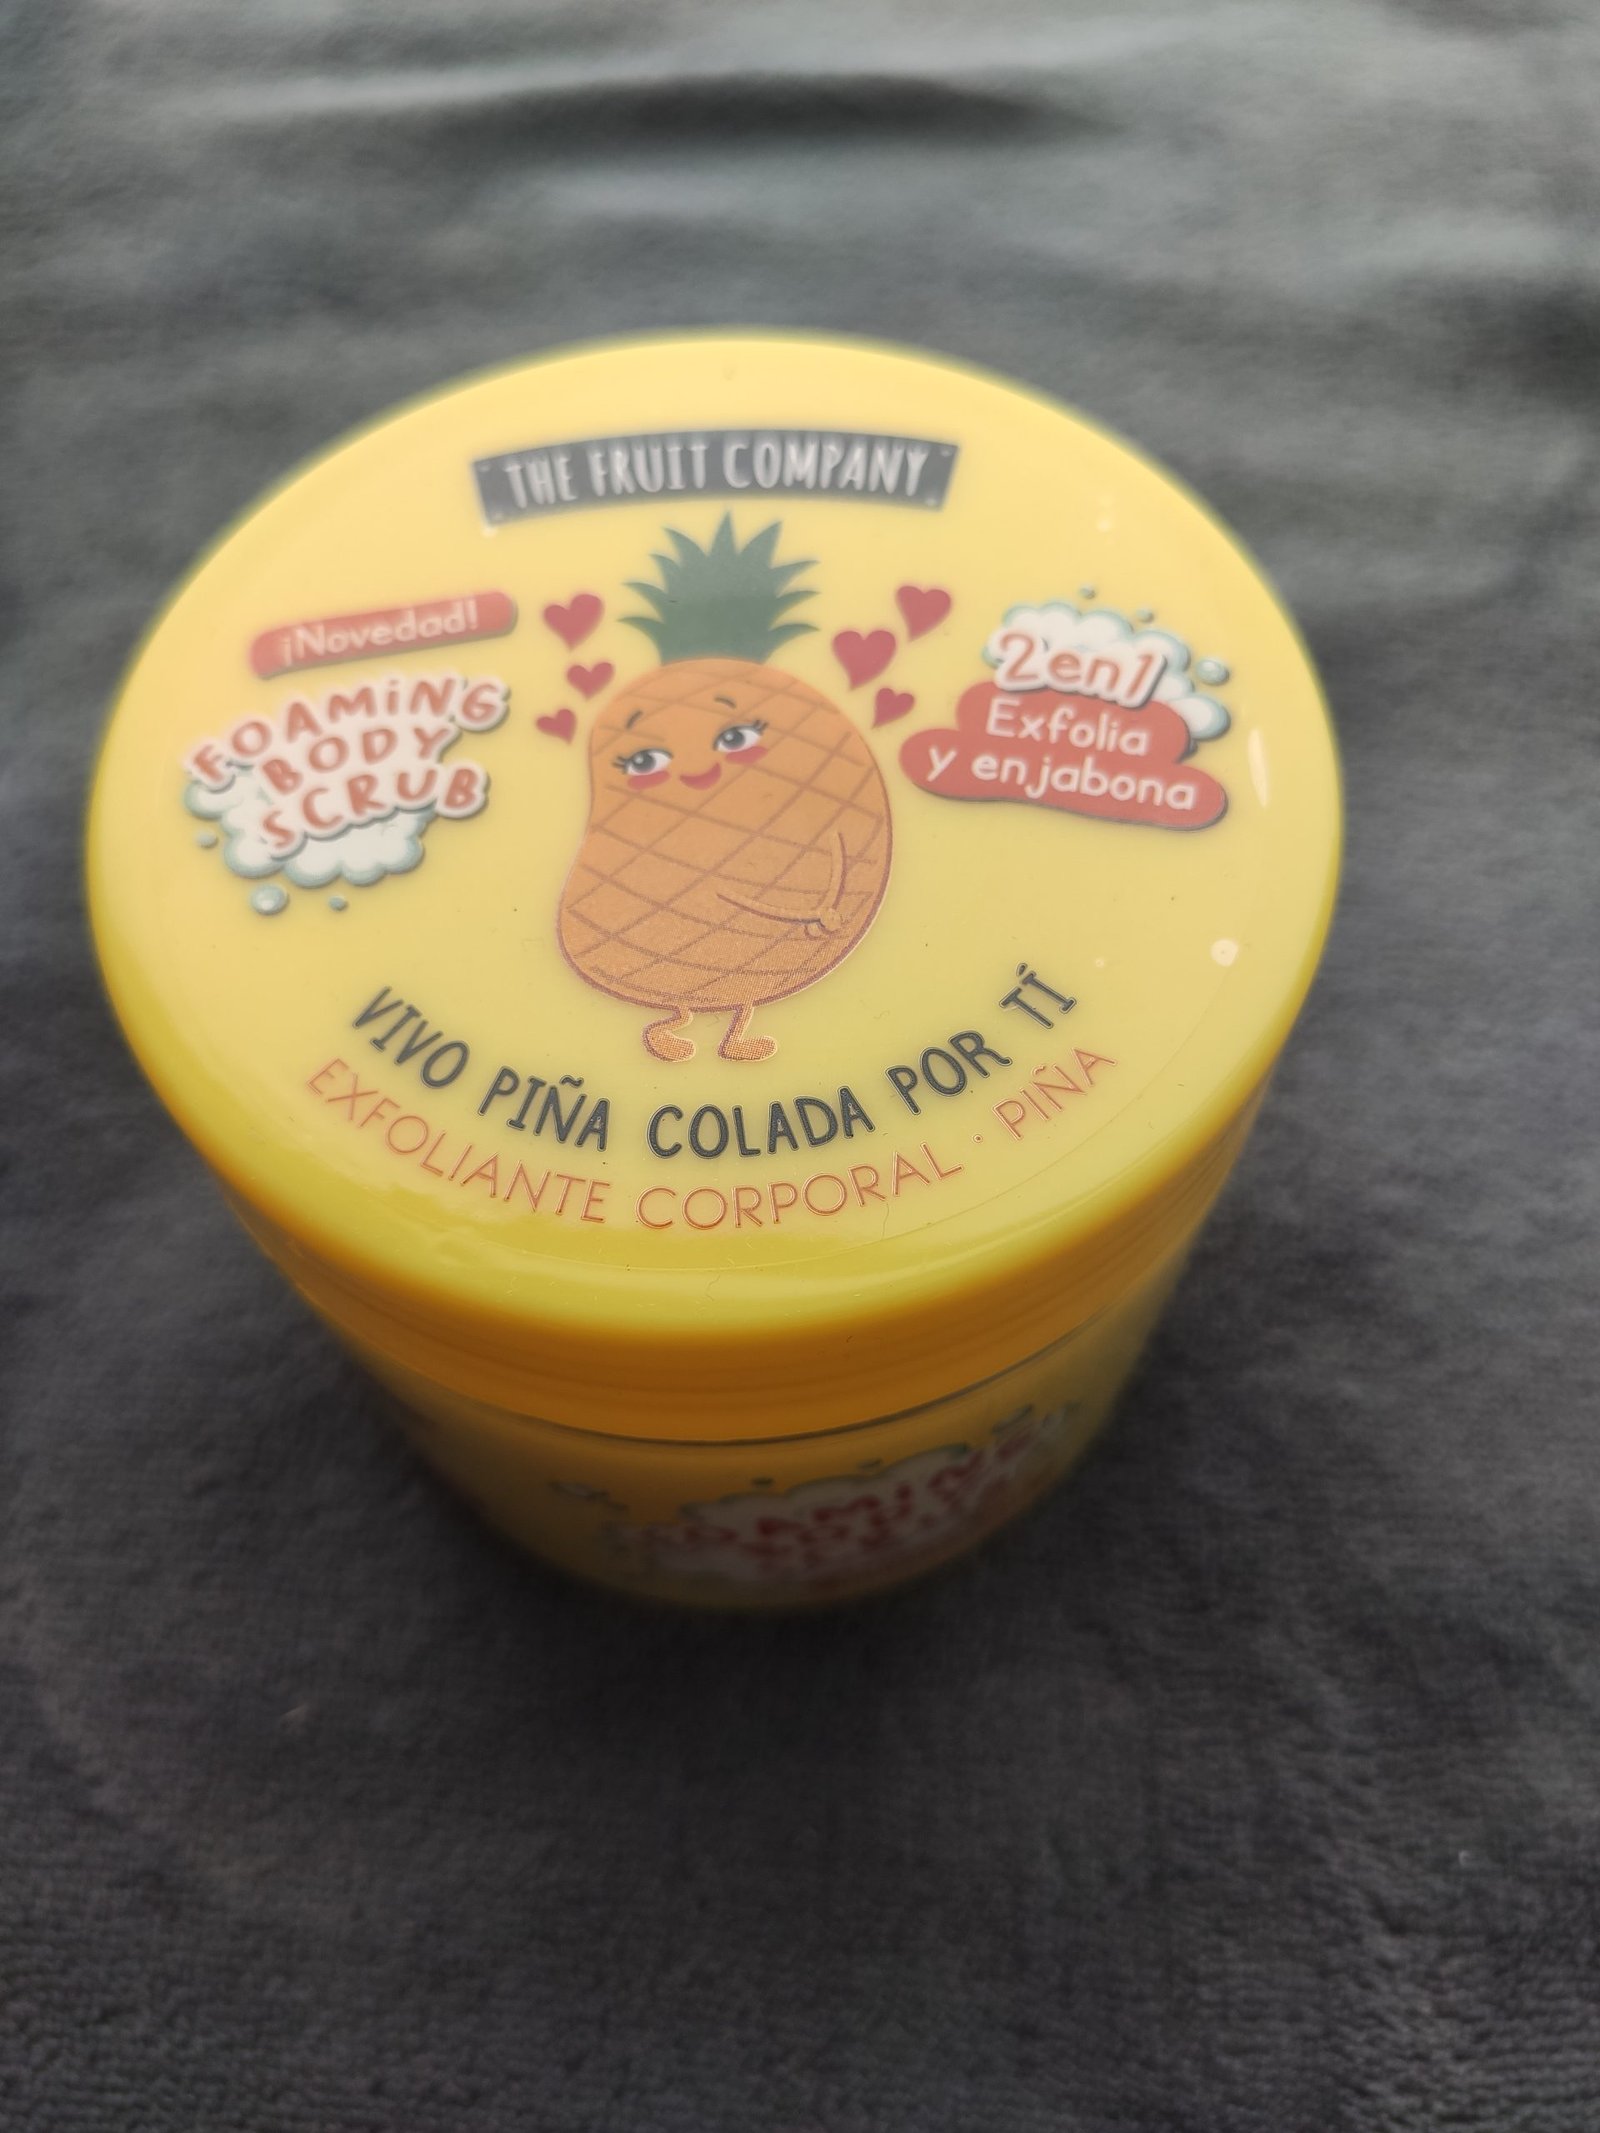 THE FRUIT COMPANY
¡Novedad!
FOAMiNG
BODY
SCRUB
2en1
Exfolia
y enjabona
VIVO PIÑA COLADA POR TÍ
EXFOLIANTE CORPORAL · PIÑA